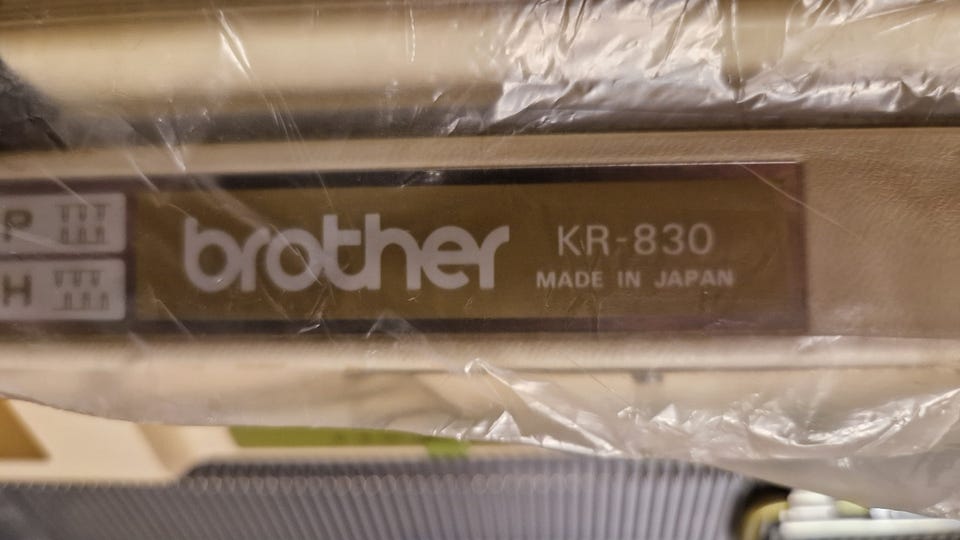 P
H
brother
KR-830
MADE IN JAPAN